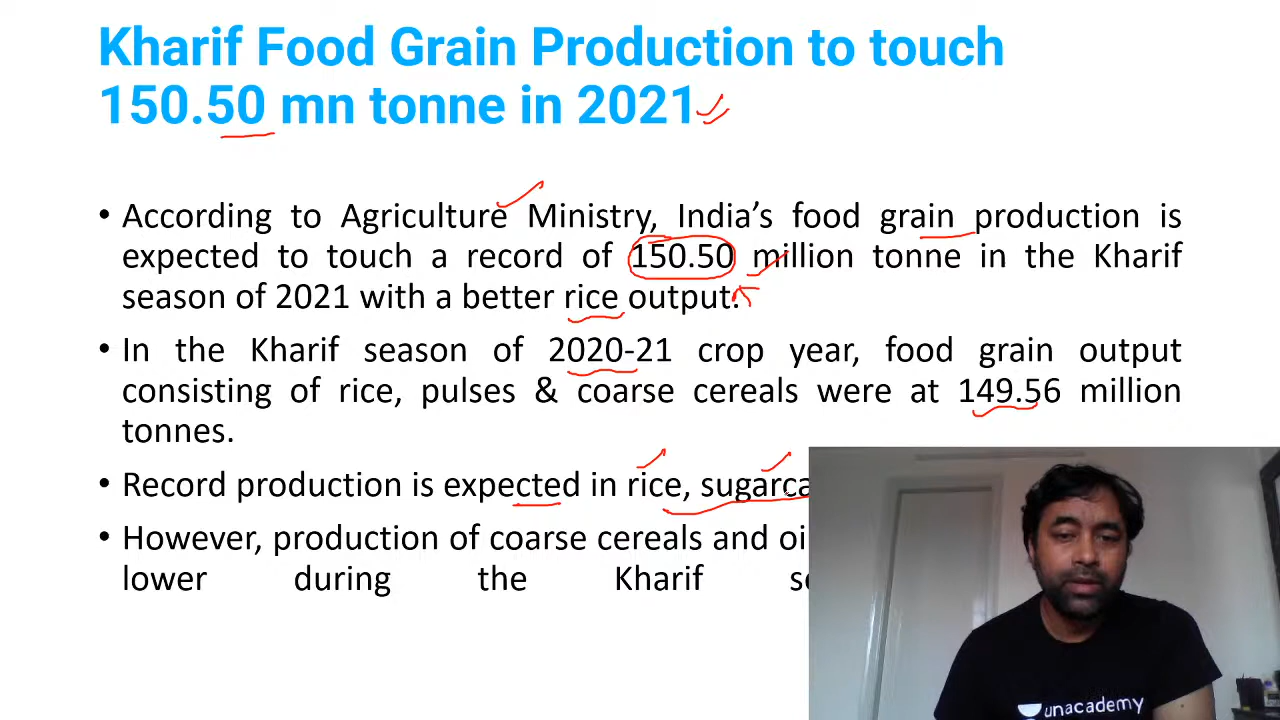 Kharif Food Grain Production to touch
150.50 mn tonne in 2021
• According to Agriculture Ministry, India’s food grain production is
expected to touch a record of 150.50 million tonne in the Kharif
season of 2021 with a better rice output.
• In the Kharif season of 2020-21 crop year, food grain output
consisting of rice, pulses & coarse cereals were at 149.56 million
tonnes.
• Record production is expected in rice, sugarca
• However, production of coarse cereals and oi
lower during the Kharif se
unacademy